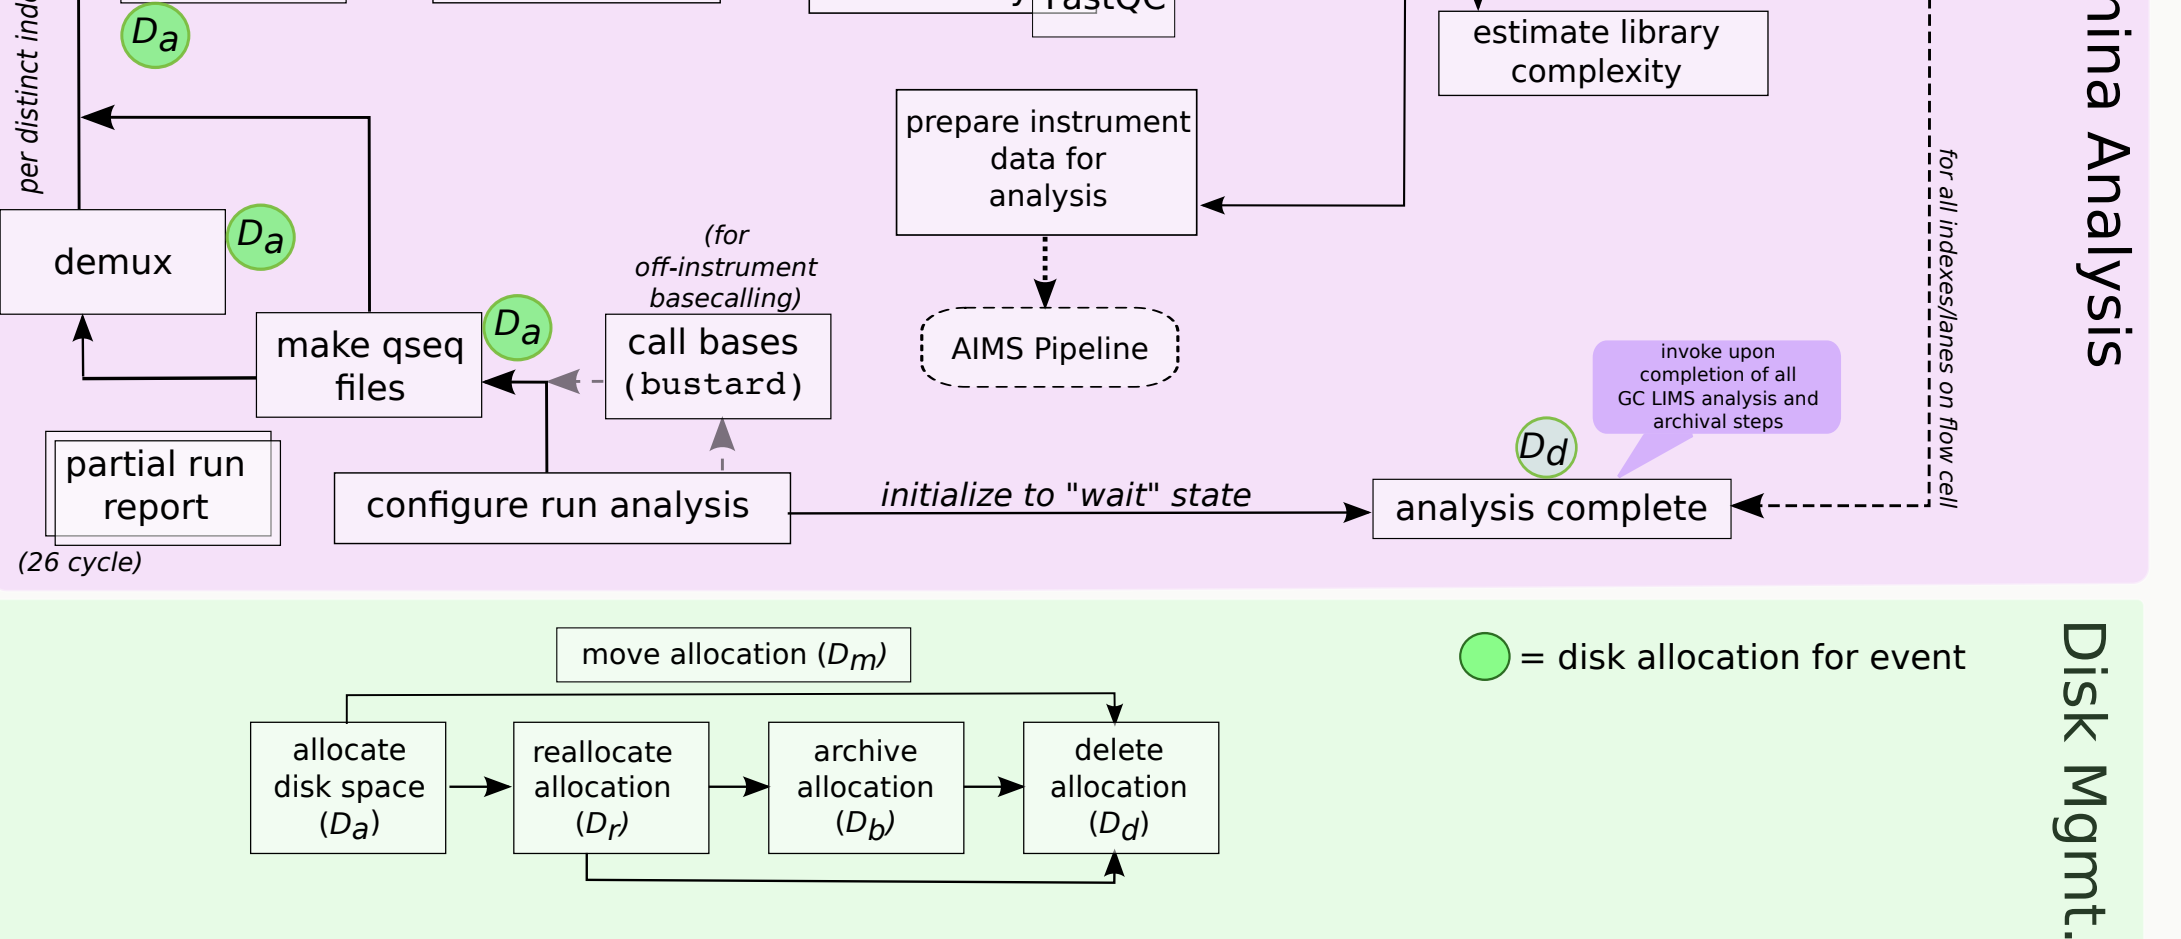 FastQC
Da
estimate library
complexity
per distinct
prepare instrument
data for
analysis
Analysis
for all indexes/lanes on flow cell
demux
Da
(for
off-instrument
basecalling)
make qseq
files
Da
call bases
(bustard)
AIMS Pipeline
invoke upon
completion of all
GC LIMS analysis and
archival steps
Dd
partial run
report
configure run analysis
initialize to "wait" state
analysis complete
(26 cycle)
move allocation (Dm)
= disk allocation for event
Disk Mgmt.
allocate
disk space
(Da)
reallocate
allocation
(Dr)
archive
allocation
(Db)
delete
allocation
(Dd)